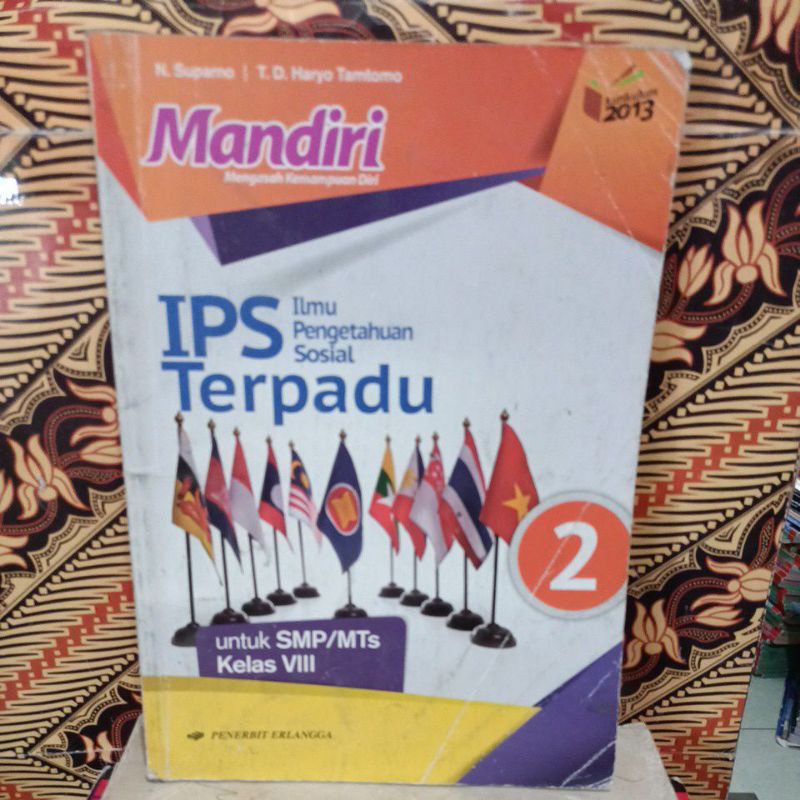 N. Suparno | T. D. Haryo Tamtomo
Kurikulum
2013
Mandiri
Mengasah Kemampuan Diri
IPS
Ilmu
Pengetahuan
Sosial
Terpadu
2
untuk SMP/MTs
Kelas VIII
PENERBIT ERLANGGA